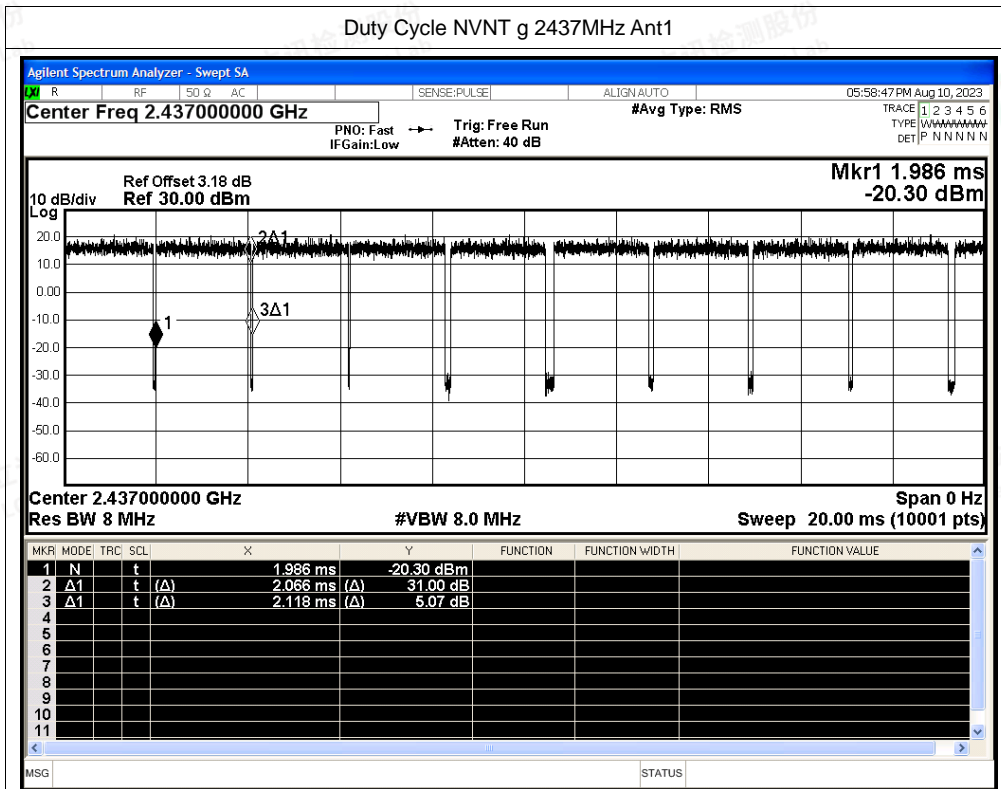 Duty Cycle NVNT g 2437MHz Ant1
Agilent Spectrum Analyzer - Swept SA
LXI R RF 50 Ω AC SENSE:PULSE ALIGN AUTO 05:58:47 PM Aug 10, 2023
Center Freq 2.437000000 GHz #Avg Type: RMS TRACE 1 2 3 4 5 6
PNO: Fast Trig: Free Run TYPE WWWWWW
IFGain:Low #Atten: 40 dB DET P N N N N N
Mkr1 1.986 ms
Ref Offset 3.18 dB
10 dB/div Ref 30.00 dBm -20.30 dBm
Log
20.0
2Δ1
10.0
0.00
3Δ1
-10.0
1
-20.0
-30.0
-40.0
-50.0
-60.0
Center 2.437000000 GHz Span 0 Hz
Res BW 8 MHz #VBW 8.0 MHz Sweep 20.00 ms (10001 pts)
MKR MODE TRC SCL X Y FUNCTION FUNCTION WIDTH FUNCTION VALUE
1 N t 1.986 ms -20.30 dBm
2 Δ1 t (Δ) 2.066 ms (Δ) 31.00 dB
3 Δ1 t (Δ) 2.118 ms (Δ) 5.07 dB
4
5
6
7
8
9
10
11
MSG STATUS